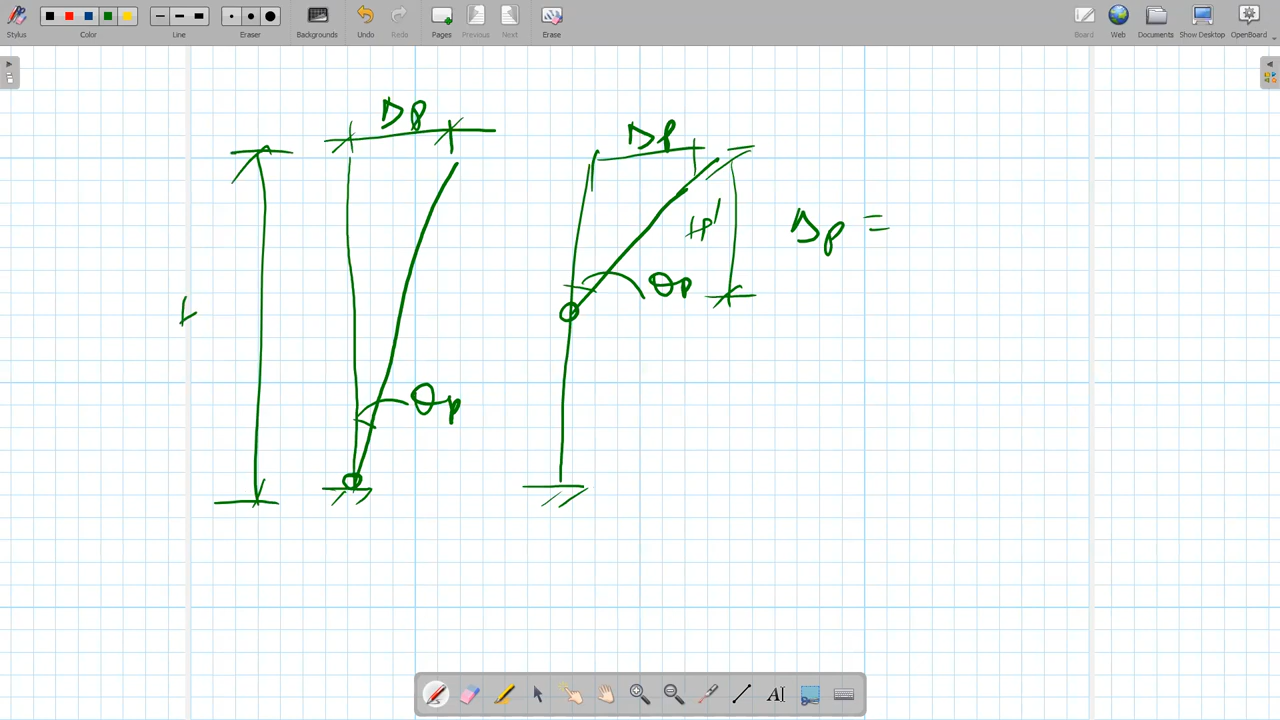 Stylus
Color
Line
Eraser
Backgrounds
Undo
Redo
Pages
Previous
Next
Erase
Board
Web
Documents
Show Desktop
OpenBoard
Δp
Δp
Hp'
Δp =
θp
θp